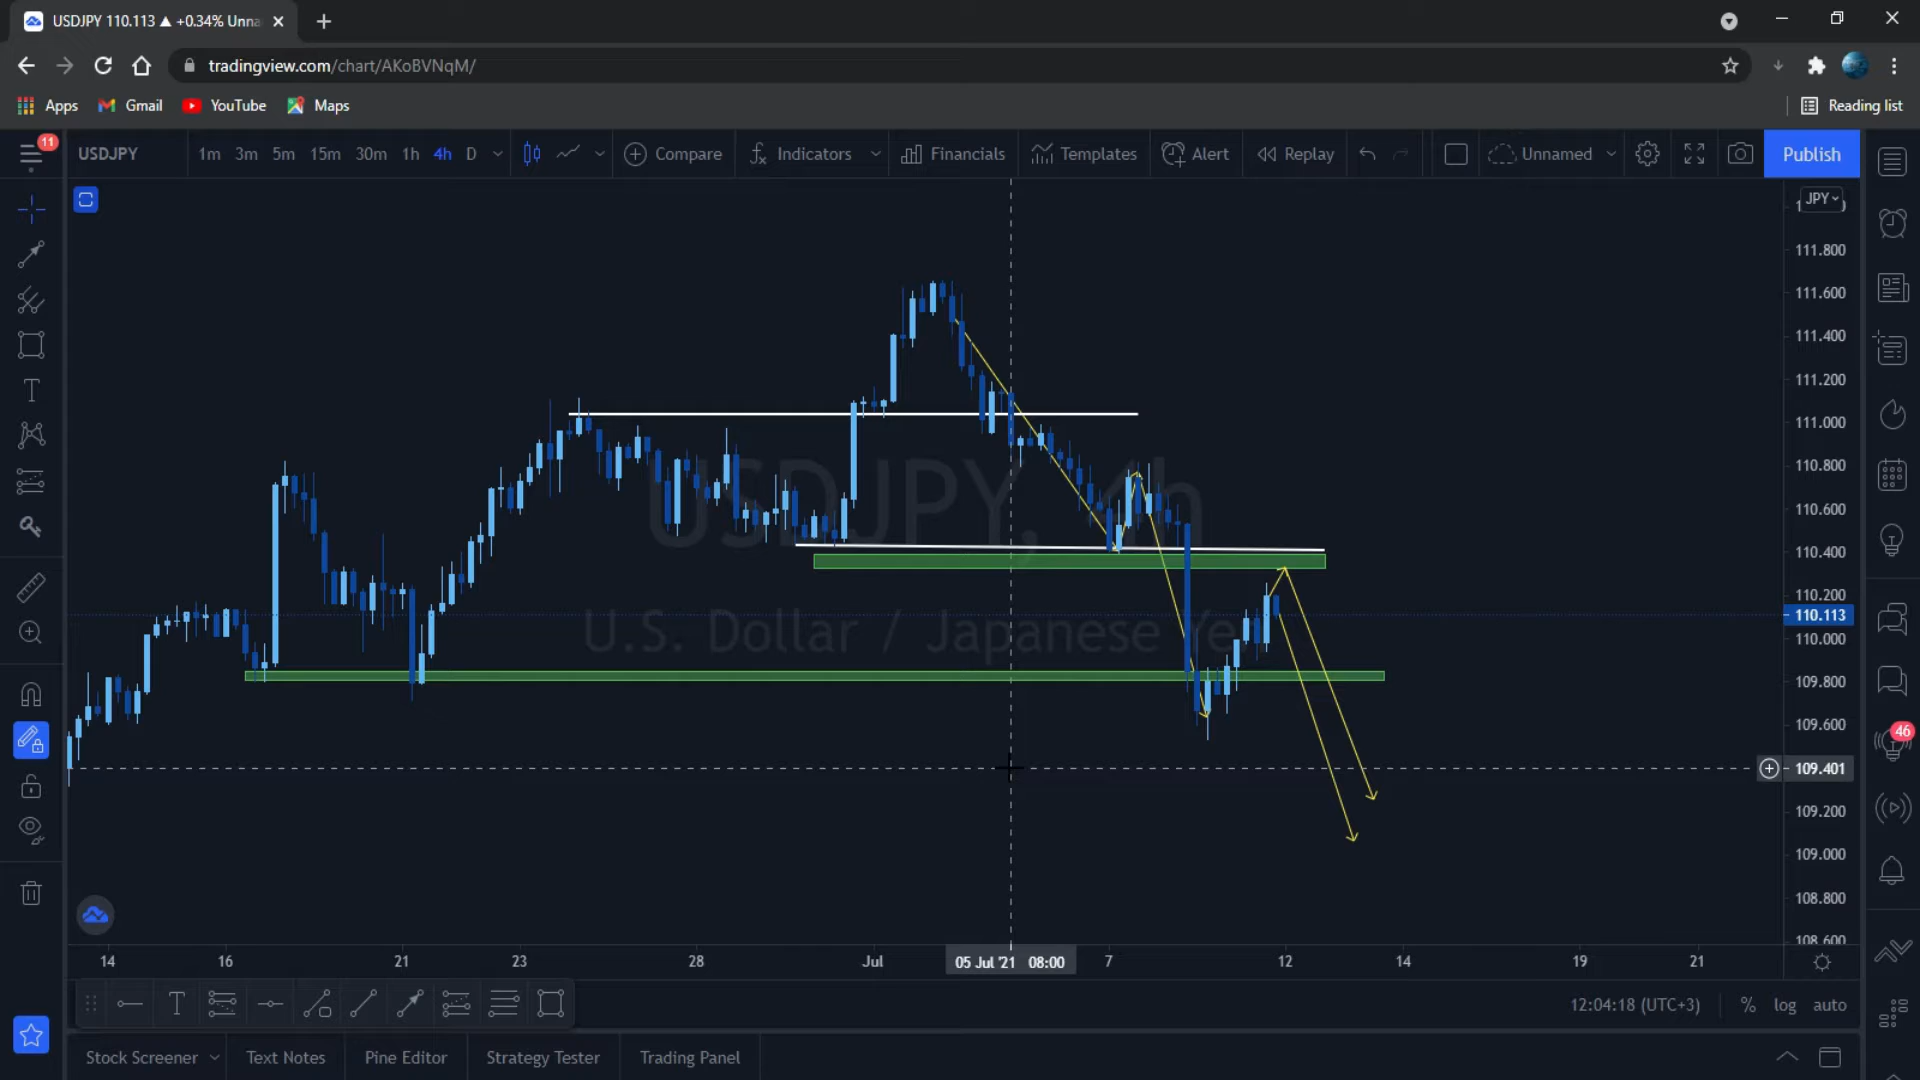 USDJPY 110.113 ▲ +0.34% Unna
tradingview.com/chart/AKoBVNqM/
Apps Gmail YouTube Maps Reading list
11 USDJPY 1m 3m 5m 15m 30m 1h 4h D Compare Indicators Financials Templates Alert Replay Unnamed Publish
JPY
111.800
111.600
111.400
111.200
111.000
110.800
110.600
110.400
110.200
110.113
110.000
109.800
109.600
109.401
109.200
109.000
108.800
108.600
USDJPY, 4h
U.S. Dollar / Japanese Yen
46
14 16 21 23 28 Jul 05 Jul '21 08:00 7 12 14 19 21
12:04:18 (UTC+3) % log auto
Stock Screener Text Notes Pine Editor Strategy Tester Trading Panel